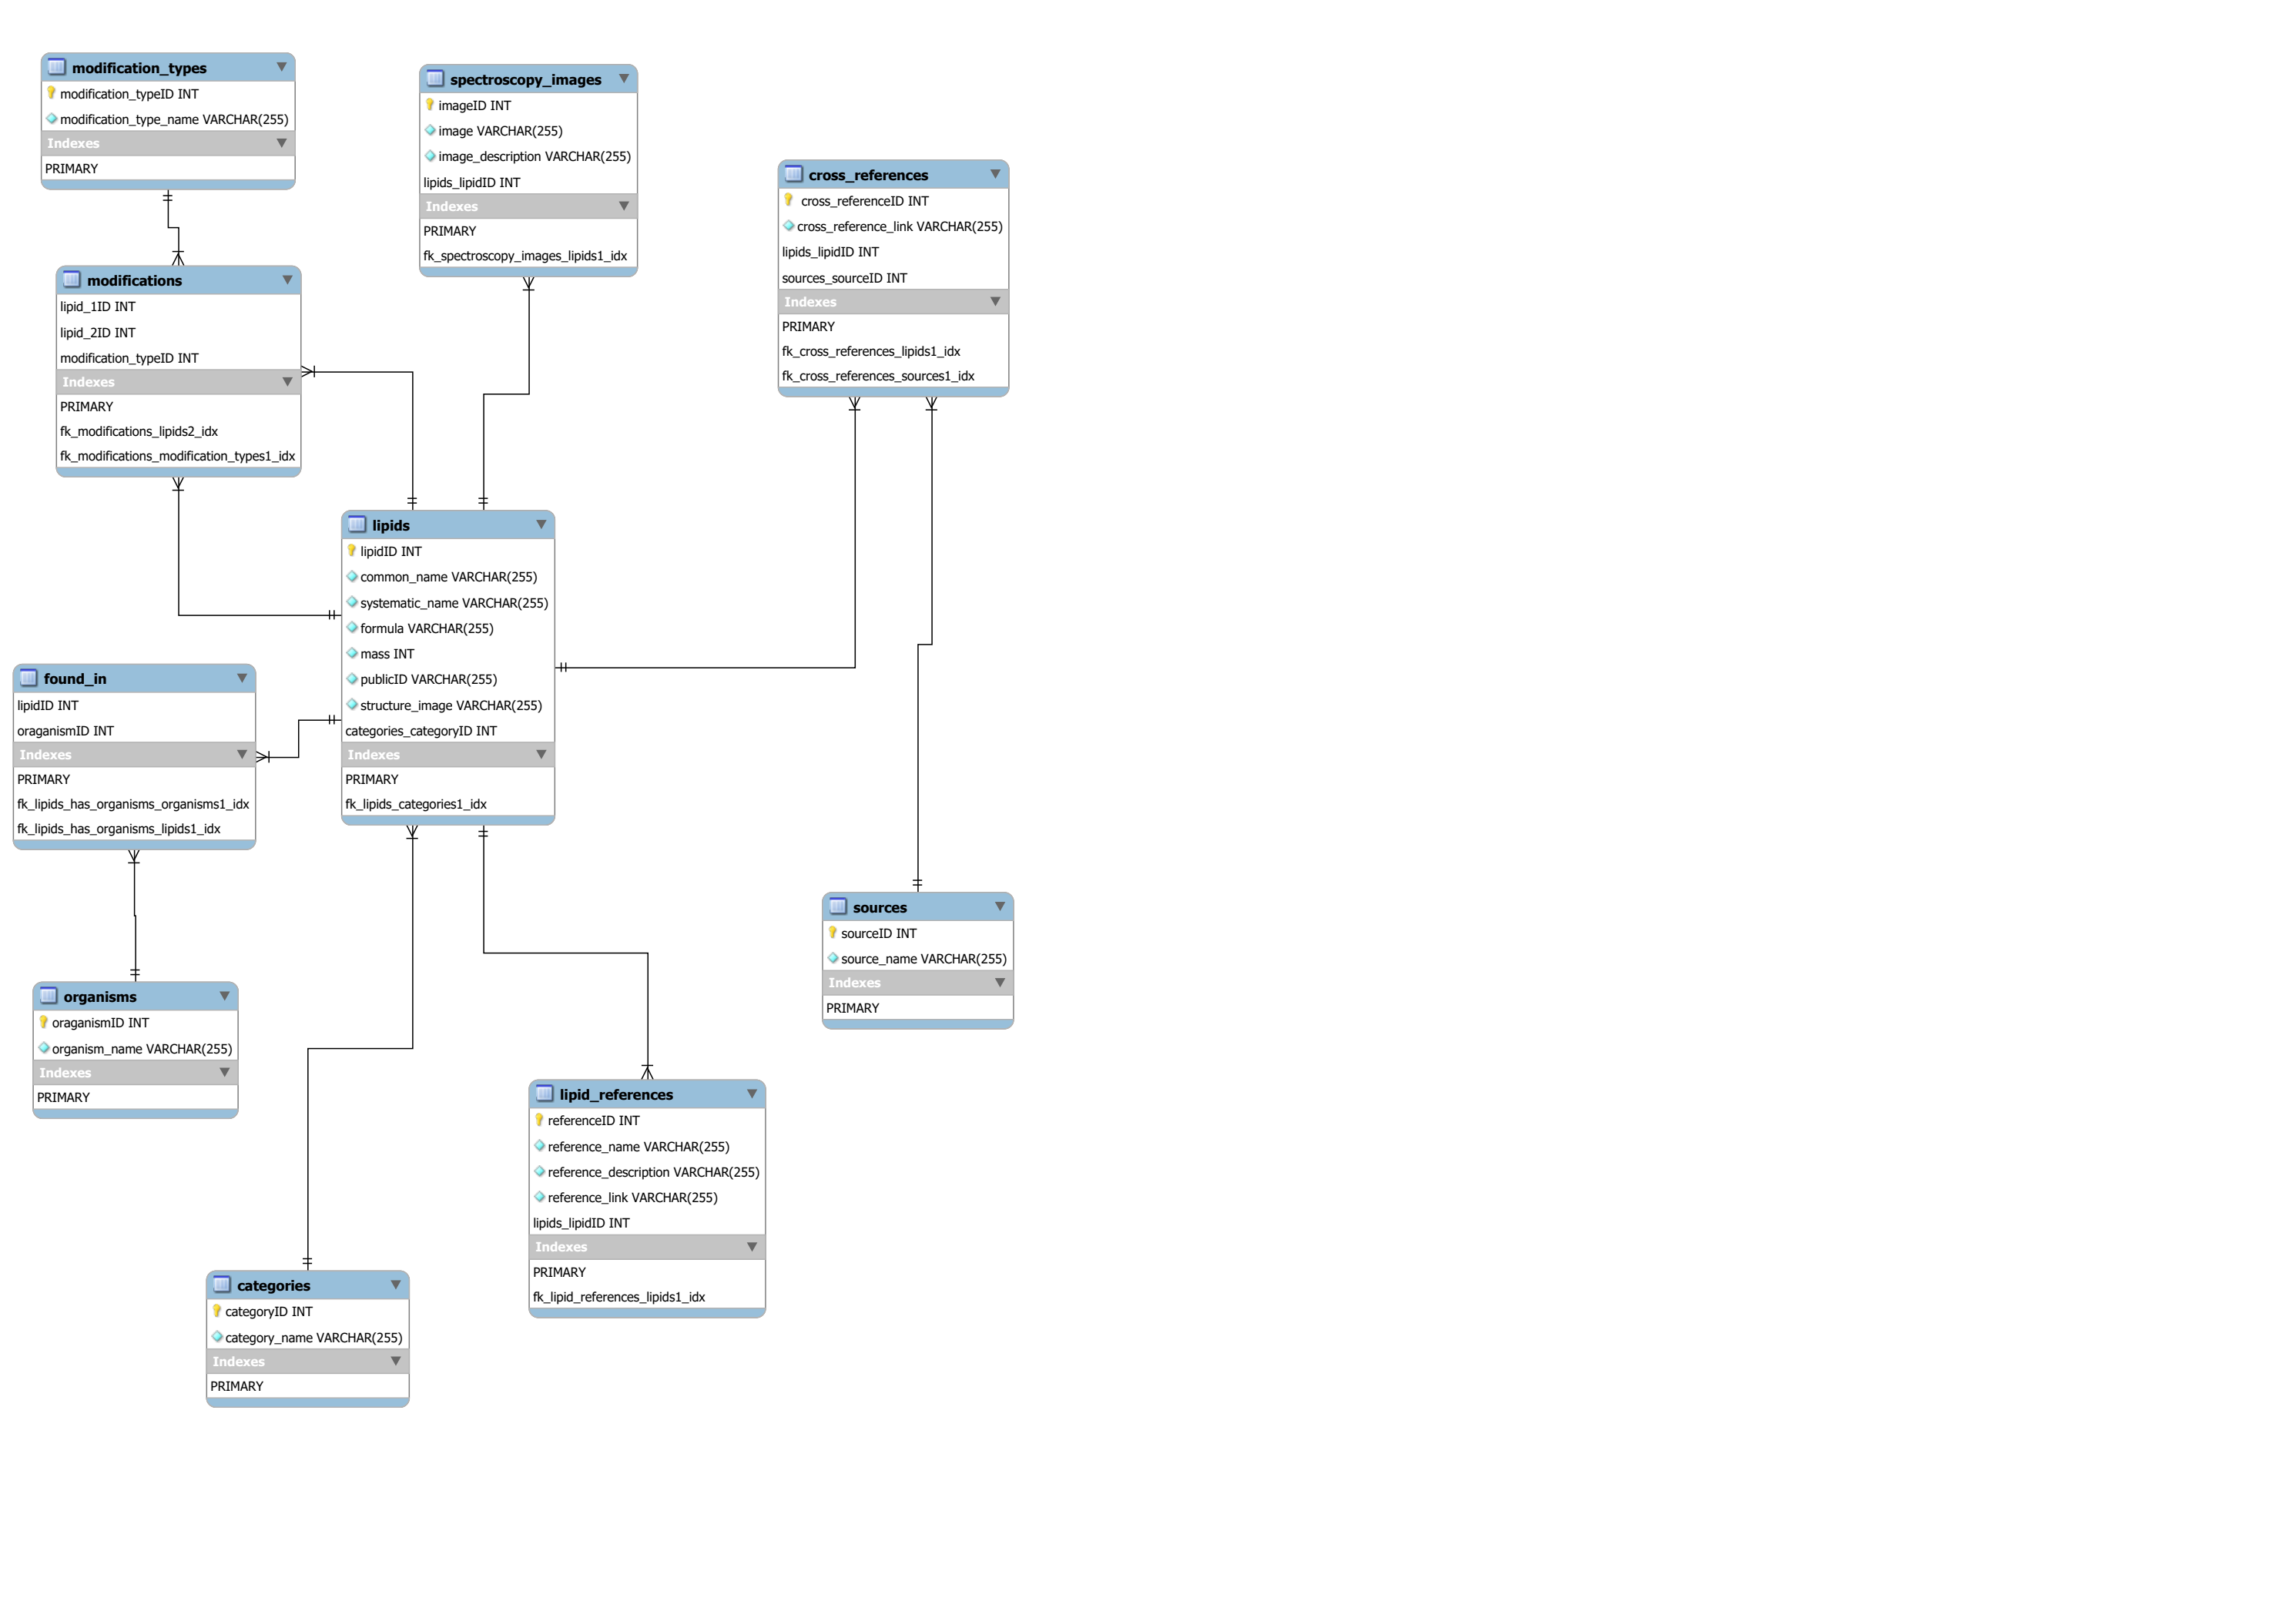 modification_types
modification_typeID INT
modification_type_name VARCHAR(255)
Indexes
PRIMARY
spectroscopy_images
imageID INT
image VARCHAR(255)
image_description VARCHAR(255)
lipids_lipidID INT
Indexes
PRIMARY
fk_spectroscopy_images_lipids1_idx
cross_references
cross_referenceID INT
cross_reference_link VARCHAR(255)
lipids_lipidID INT
sources_sourceID INT
Indexes
PRIMARY
fk_cross_references_lipids1_idx
fk_cross_references_sources1_idx
modifications
lipid_1ID INT
lipid_2ID INT
modification_typeID INT
Indexes
PRIMARY
fk_modifications_lipids2_idx
fk_modifications_modification_types1_idx
lipids
lipidID INT
common_name VARCHAR(255)
systematic_name VARCHAR(255)
formula VARCHAR(255)
mass INT
publicID VARCHAR(255)
structure_image VARCHAR(255)
categories_categoryID INT
Indexes
PRIMARY
fk_lipids_categories1_idx
found_in
lipidID INT
oraganismID INT
Indexes
PRIMARY
fk_lipids_has_organisms_organisms1_idx
fk_lipids_has_organisms_lipids1_idx
sources
sourceID INT
source_name VARCHAR(255)
Indexes
PRIMARY
organisms
oraganismID INT
organism_name VARCHAR(255)
Indexes
PRIMARY
lipid_references
referenceID INT
reference_name VARCHAR(255)
reference_description VARCHAR(255)
reference_link VARCHAR(255)
lipids_lipidID INT
Indexes
PRIMARY
fk_lipid_references_lipids1_idx
categories
categoryID INT
category_name VARCHAR(255)
Indexes
PRIMARY